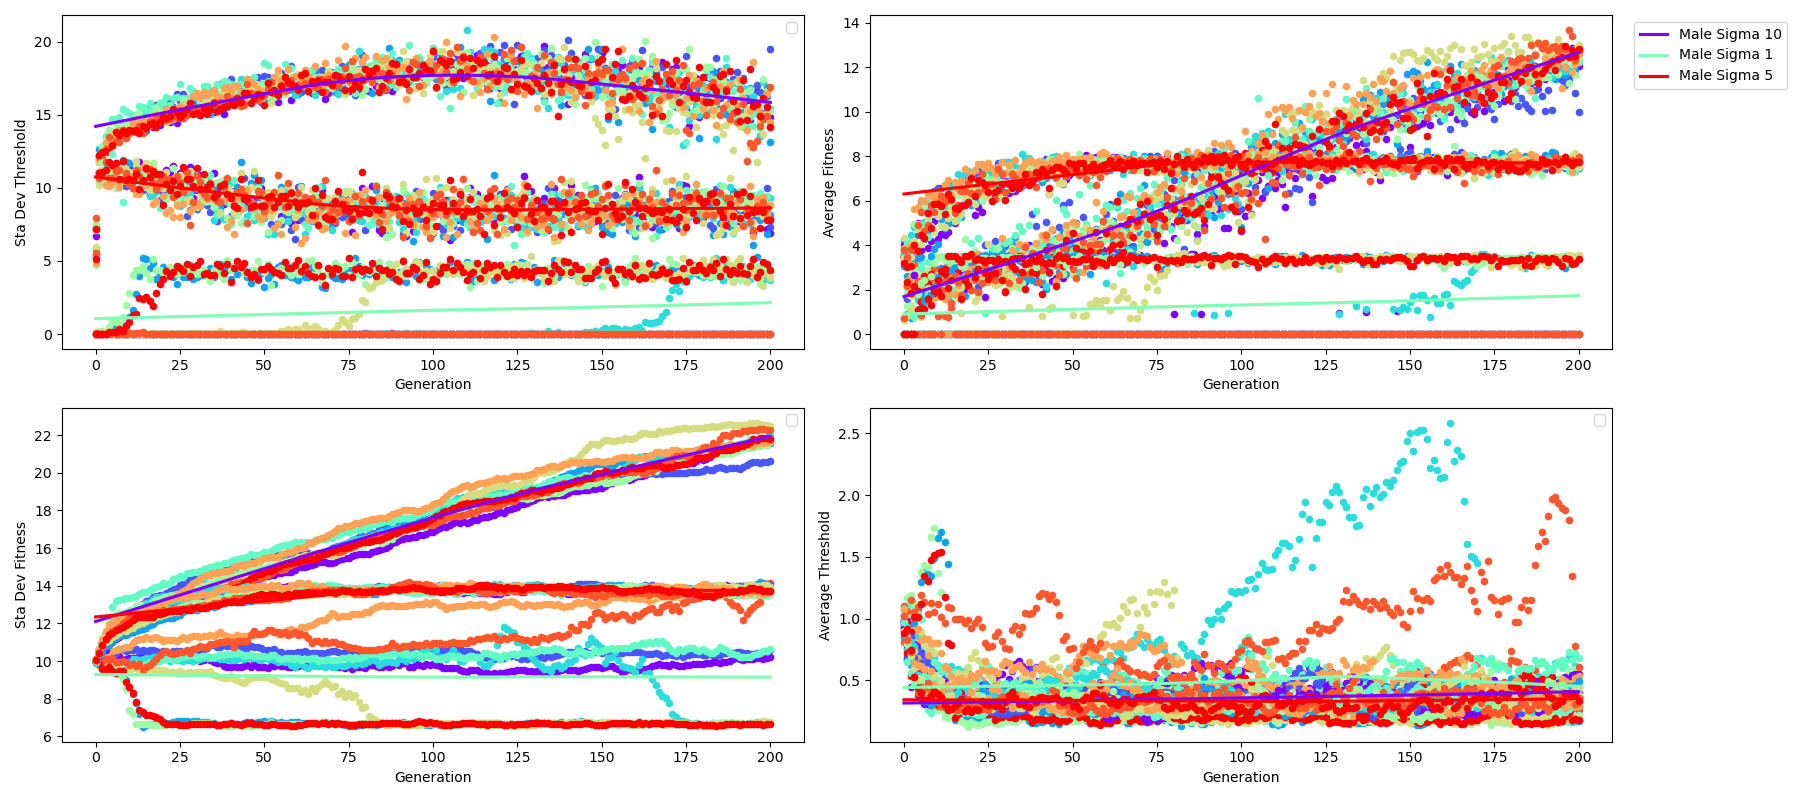 20
15
10
5
0
Sta Dev Threshold
0 25 50 75 100 125 150 175 200
Generation
14
12
10
8
6
4
2
0
Average Fitness
0 25 50 75 100 125 150 175 200
Generation
Male Sigma 10
Male Sigma 1
Male Sigma 5
22
20
18
16
14
12
10
8
6
Sta Dev Fitness
0 25 50 75 100 125 150 175 200
Generation
2.5
2.0
1.5
1.0
0.5
Average Threshold
0 25 50 75 100 125 150 175 200
Generation